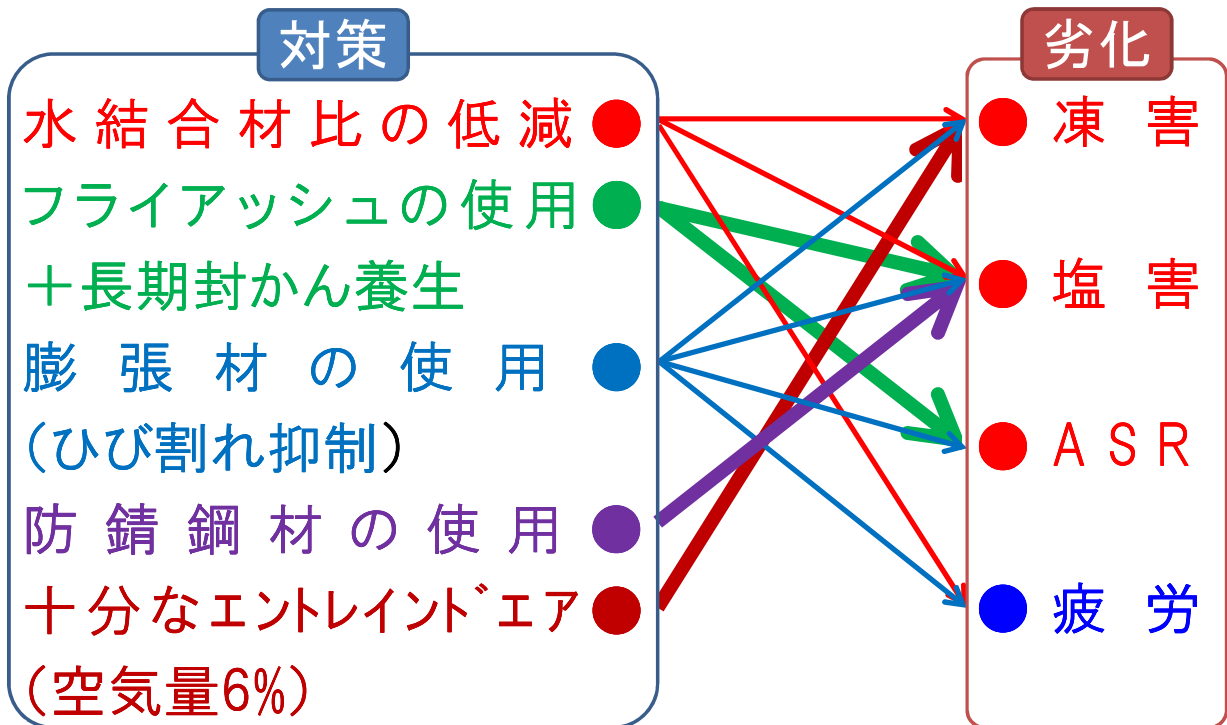 対策
水結合材比の低減
フライアッシュの使用
＋長期封かん養生
膨張材の使用
(ひび割れ抑制)
防錆鋼材の使用
十分なエントレインドエア
(空気量6%)
劣化
凍害
塩害
ASR
疲労